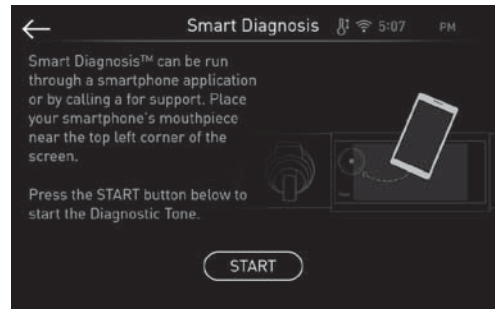 Smart Diagnosis 5:07 PM
Smart Diagnosis™ can be run
through a smartphone application
or by calling a for support. Place
your smartphone's mouthpiece
near the top left corner of the
screen.
Press the START button below to
start the Diagnostic Tone.
START